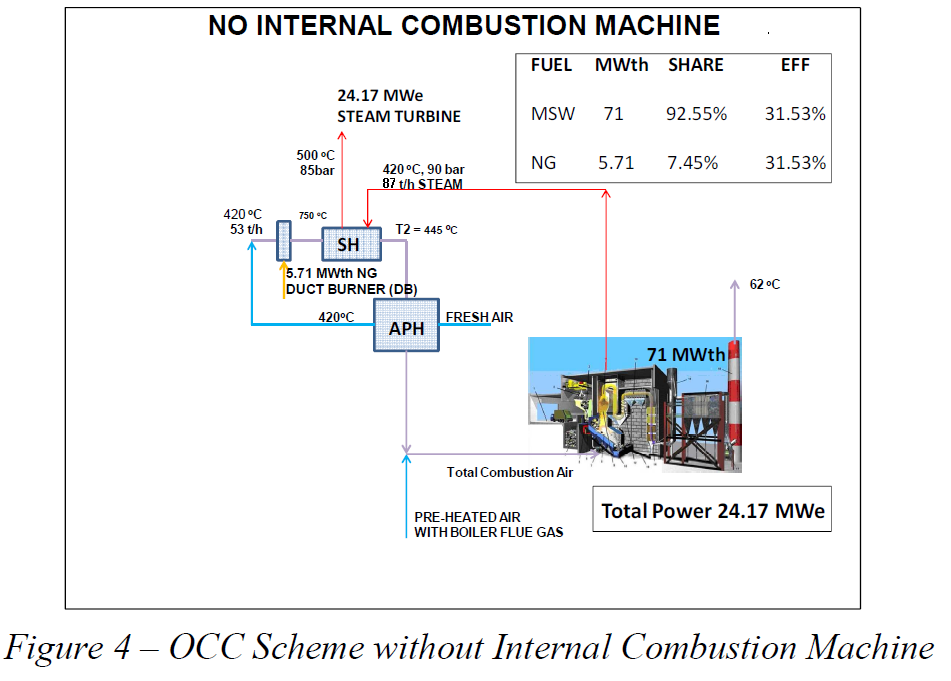 NO INTERNAL COMBUSTION MACHINE
FUEL MWth SHARE EFF
MSW 71 92.55% 31.53%
NG 5.71 7.45% 31.53%
24.17 MWe
STEAM TURBINE
500 ºC
85bar
420 ºC, 90 bar
87 t/h STEAM
420 ºC
53 t/h
750 ºC
SH
T2 = 445 ºC
5.71 MWth NG
DUCT BURNER (DB)
420ºC
APH
FRESH AIR
62 ºC
71 MWth
Total Combustion Air
PRE-HEATED AIR
WITH BOILER FLUE GAS
Total Power 24.17 MWe
Figure 4 – OCC Scheme without Internal Combustion Machine